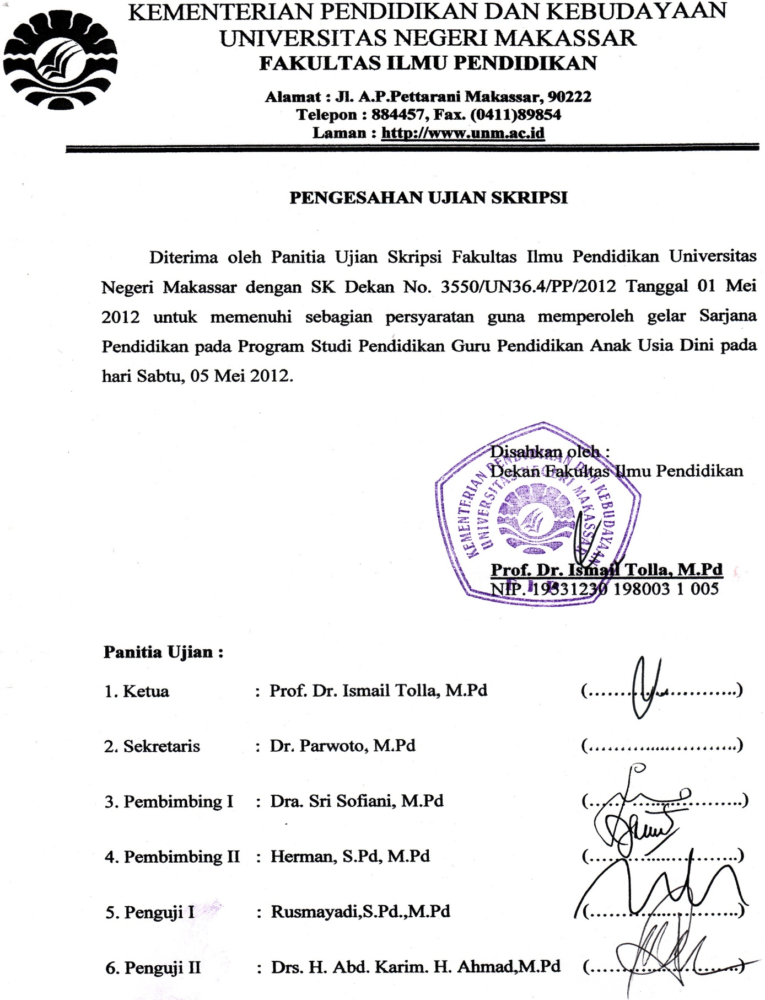 KEMENTERIAN PENDIDIKAN DAN KEBUDAYAAN
UNIVERSITAS NEGERI MAKASSAR
FAKULTAS ILMU PENDIDIKAN
Alamat : Jl. A.P.Pettarani Makassar, 90222
Telepon : 884457, Fax. (0411)89854
Laman : http://www.unm.ac.id
PENGESAHAN UJIAN SKRIPSI
Diterima oleh Panitia Ujian Skripsi Fakultas Ilmu Pendidikan Universitas
Negeri Makassar dengan SK Dekan No. 3550/UN36.4/PP/2012 Tanggal 01 Mei
2012 untuk memenuhi sebagian persyaratan guna memperoleh gelar Sarjana
Pendidikan pada Program Studi Pendidikan Guru Pendidikan Anak Usia Dini pada
hari Sabtu, 05 Mei 2012.
Disahkan oleh :
Dekan Fakultas Ilmu Pendidikan
KEMENTERIAN PENDIDIKAN DAN KEBUDAYAAN
UNIVERSITAS NEGERI MAKASSAR
F I P
Prof. Dr. Ismail Tolla, M.Pd
NIP. 19531230 198003 1 005
Panitia Ujian :
1. Ketua : Prof. Dr. Ismail Tolla, M.Pd (...........................)
2. Sekretaris : Dr. Parwoto, M.Pd (...........................)
3. Pembimbing I : Dra. Sri Sofiani, M.Pd (...........................)
4. Pembimbing II : Herman, S.Pd, M.Pd (...........................)
5. Penguji I : Rusmayadi,S.Pd.,M.Pd (...........................)
6. Penguji II : Drs. H. Abd. Karim. H. Ahmad,M.Pd (...........................)